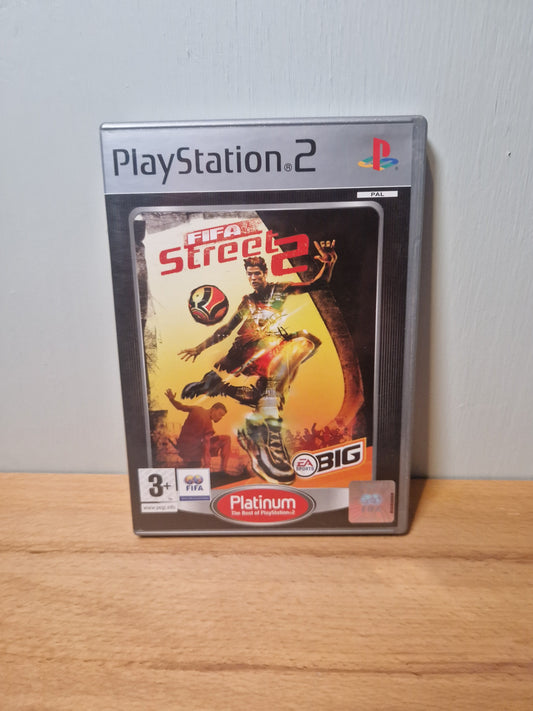 PlayStation®2
PAL
FIFA
Street 2
EA
SPORTS
BIG
3+
www.pegi.info
FIFA
Platinum
The Best of PlayStation®2